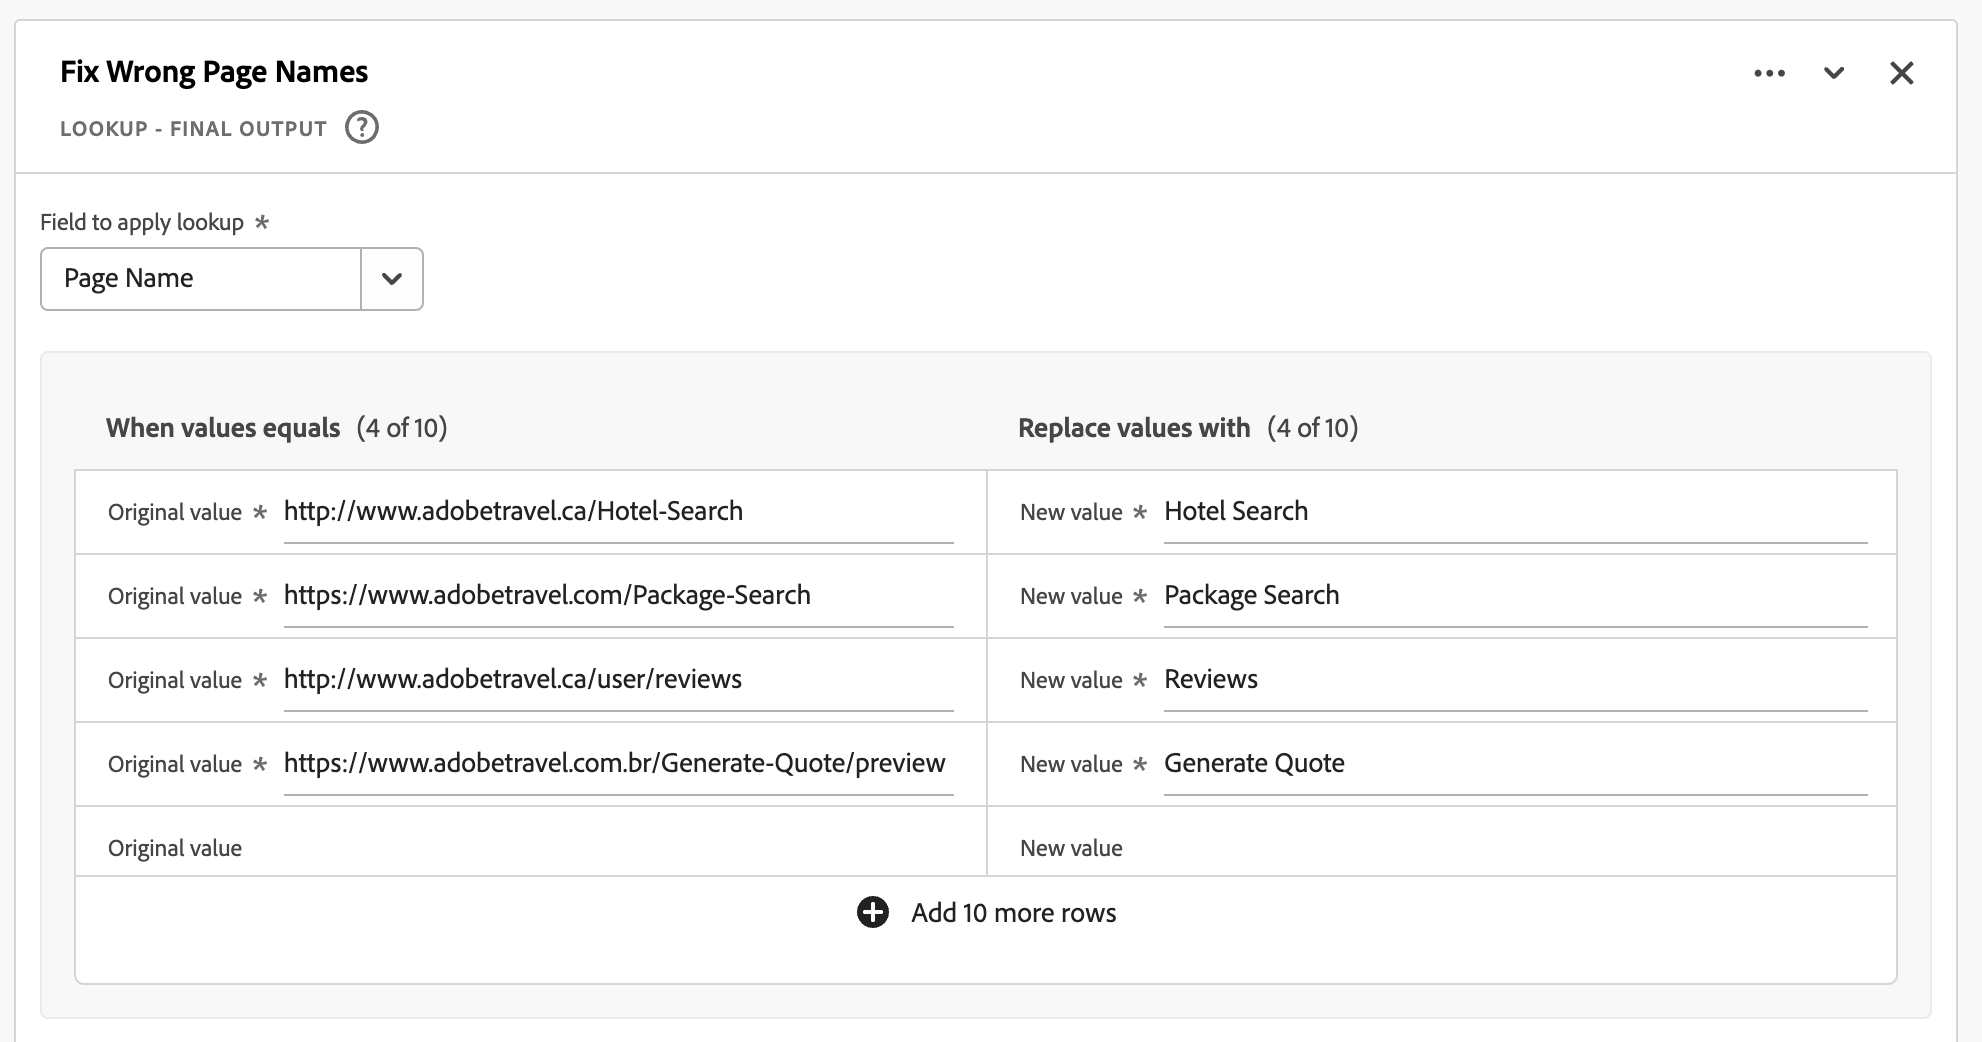 Fix Wrong Page Names
LOOKUP - FINAL OUTPUT ?
Field to apply lookup *
Page Name
When values equals (4 of 10) Replace values with (4 of 10)
Original value * http://www.adobetravel.ca/Hotel-Search New value * Hotel Search
Original value * https://www.adobetravel.com/Package-Search New value * Package Search
Original value * http://www.adobetravel.ca/user/reviews New value * Reviews
Original value * https://www.adobetravel.com.br/Generate-Quote/preview New value * Generate Quote
Original value New value
Add 10 more rows